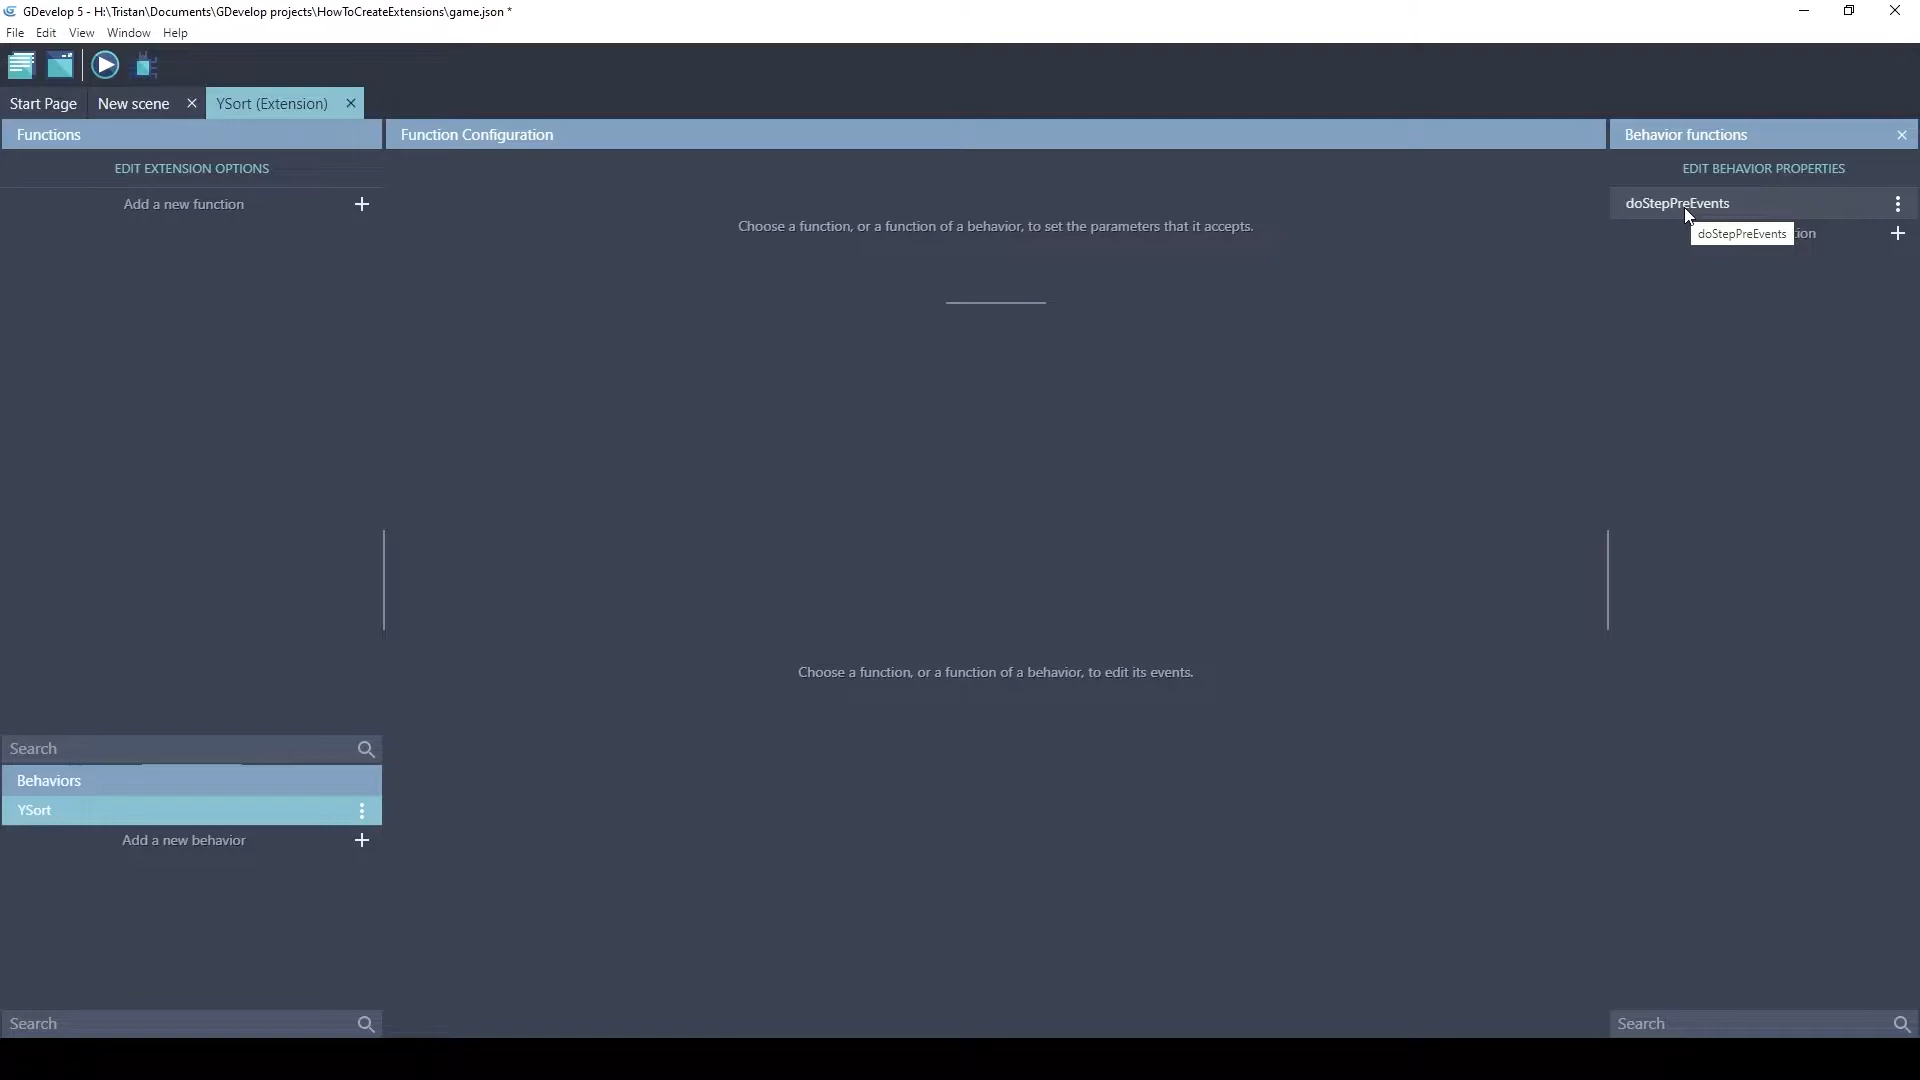 GDevelop 5 - H:\Tristan\Documents\GDevelop projects\HowToCreateExtensions\game.json *
File Edit View Window Help
Start Page New scene YSort (Extension)
Functions Function Configuration Behavior functions
EDIT EXTENSION OPTIONS EDIT BEHAVIOR PROPERTIES
Add a new function doStepPreEvents
Choose a function, or a function of a behavior, to set the parameters that it accepts.
doStepPreEvents
Choose a function, or a function of a behavior, to edit its events.
Search
Behaviors
YSort
Add a new behavior
Search Search